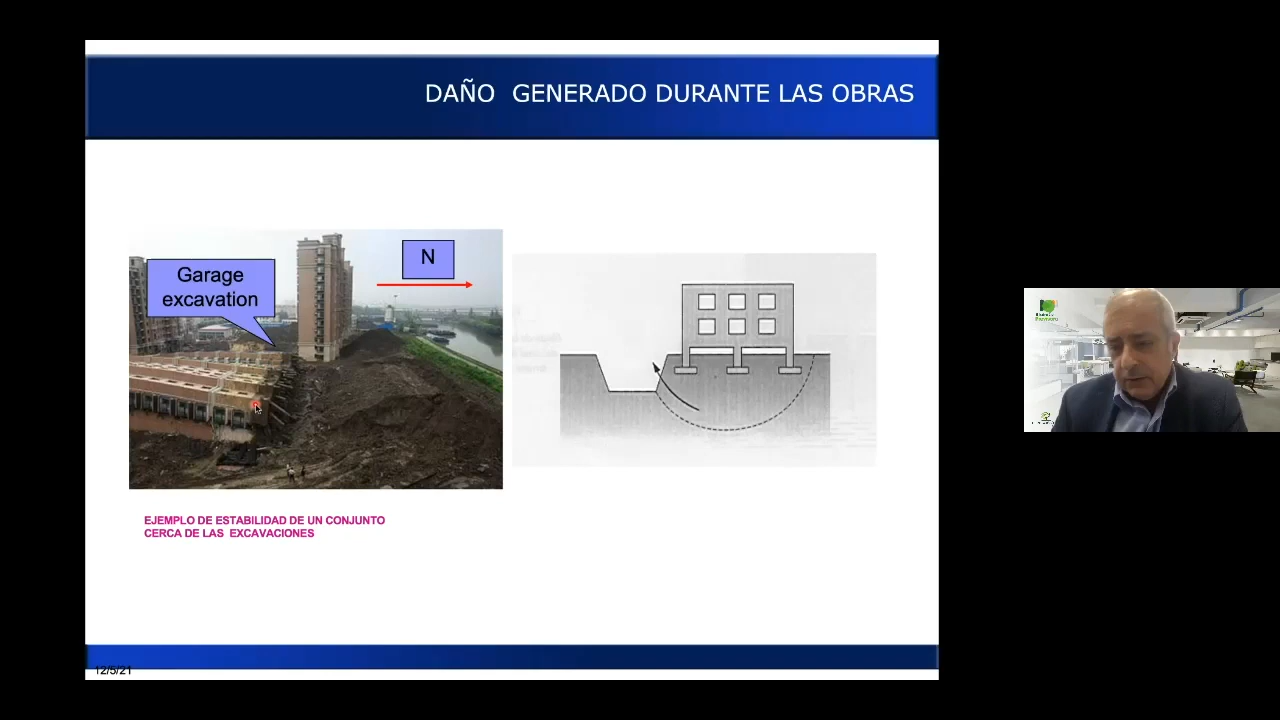 DAÑO GENERADO DURANTE LAS OBRAS
Garage
excavation
N
EJEMPLO DE ESTABILIDAD DE UN CONJUNTO
CERCA DE LAS EXCAVACIONES
12/5/21